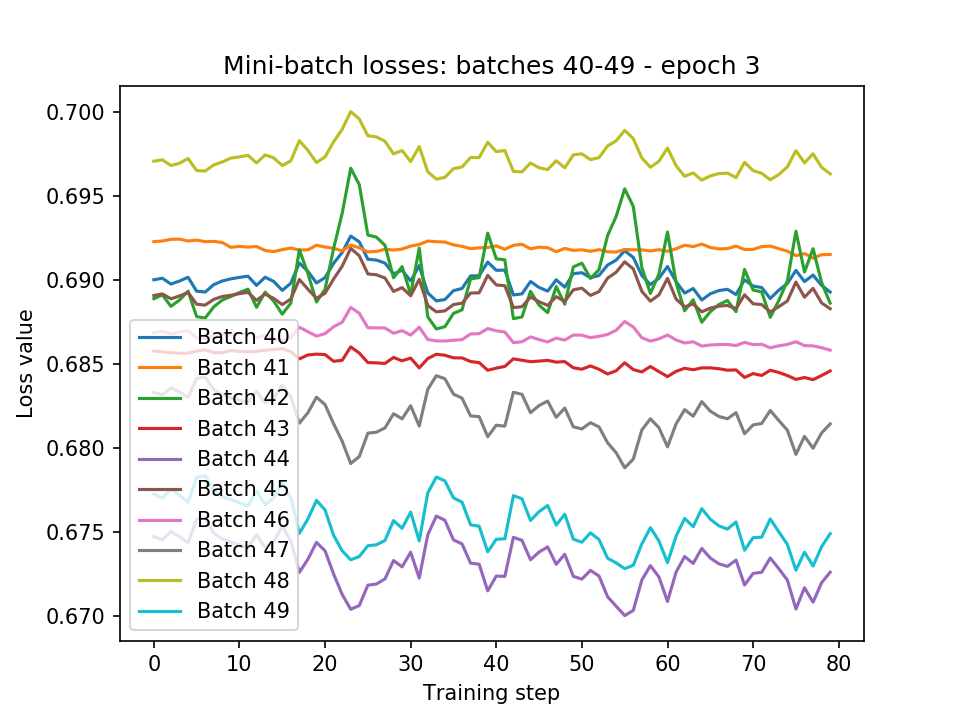 Mini-batch losses: batches 40-49 - epoch 3
0.700
0.695
0.690
0.685
0.680
0.675
0.670
Loss value
Batch 40
Batch 41
Batch 42
Batch 43
Batch 44
Batch 45
Batch 46
Batch 47
Batch 48
Batch 49
0 10 20 30 40 50 60 70 80
Training step